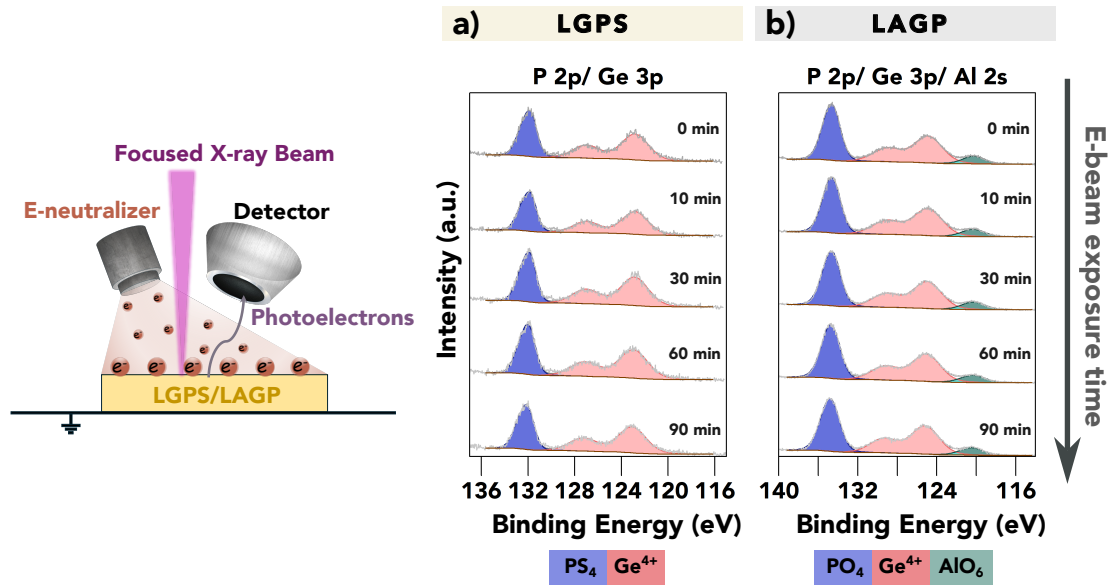 Focused X-ray Beam
E-neutralizer
Detector
Photoelectrons
e-
e-
e-
e-
e-
e-
e- e- e- e- e- e-
LGPS/LAGP
a) LGPS
P 2p/ Ge 3p
0 min
10 min
30 min
60 min
90 min
Intensity (a.u.)
136 132 128 124 120 116
Binding Energy (eV)
PS₄ Ge⁴⁺
b) LAGP
P 2p/ Ge 3p/ Al 2s
0 min
10 min
30 min
60 min
90 min
140 132 124 116
Binding Energy (eV)
PO₄ Ge⁴⁺ AlO₆
E-beam exposure time